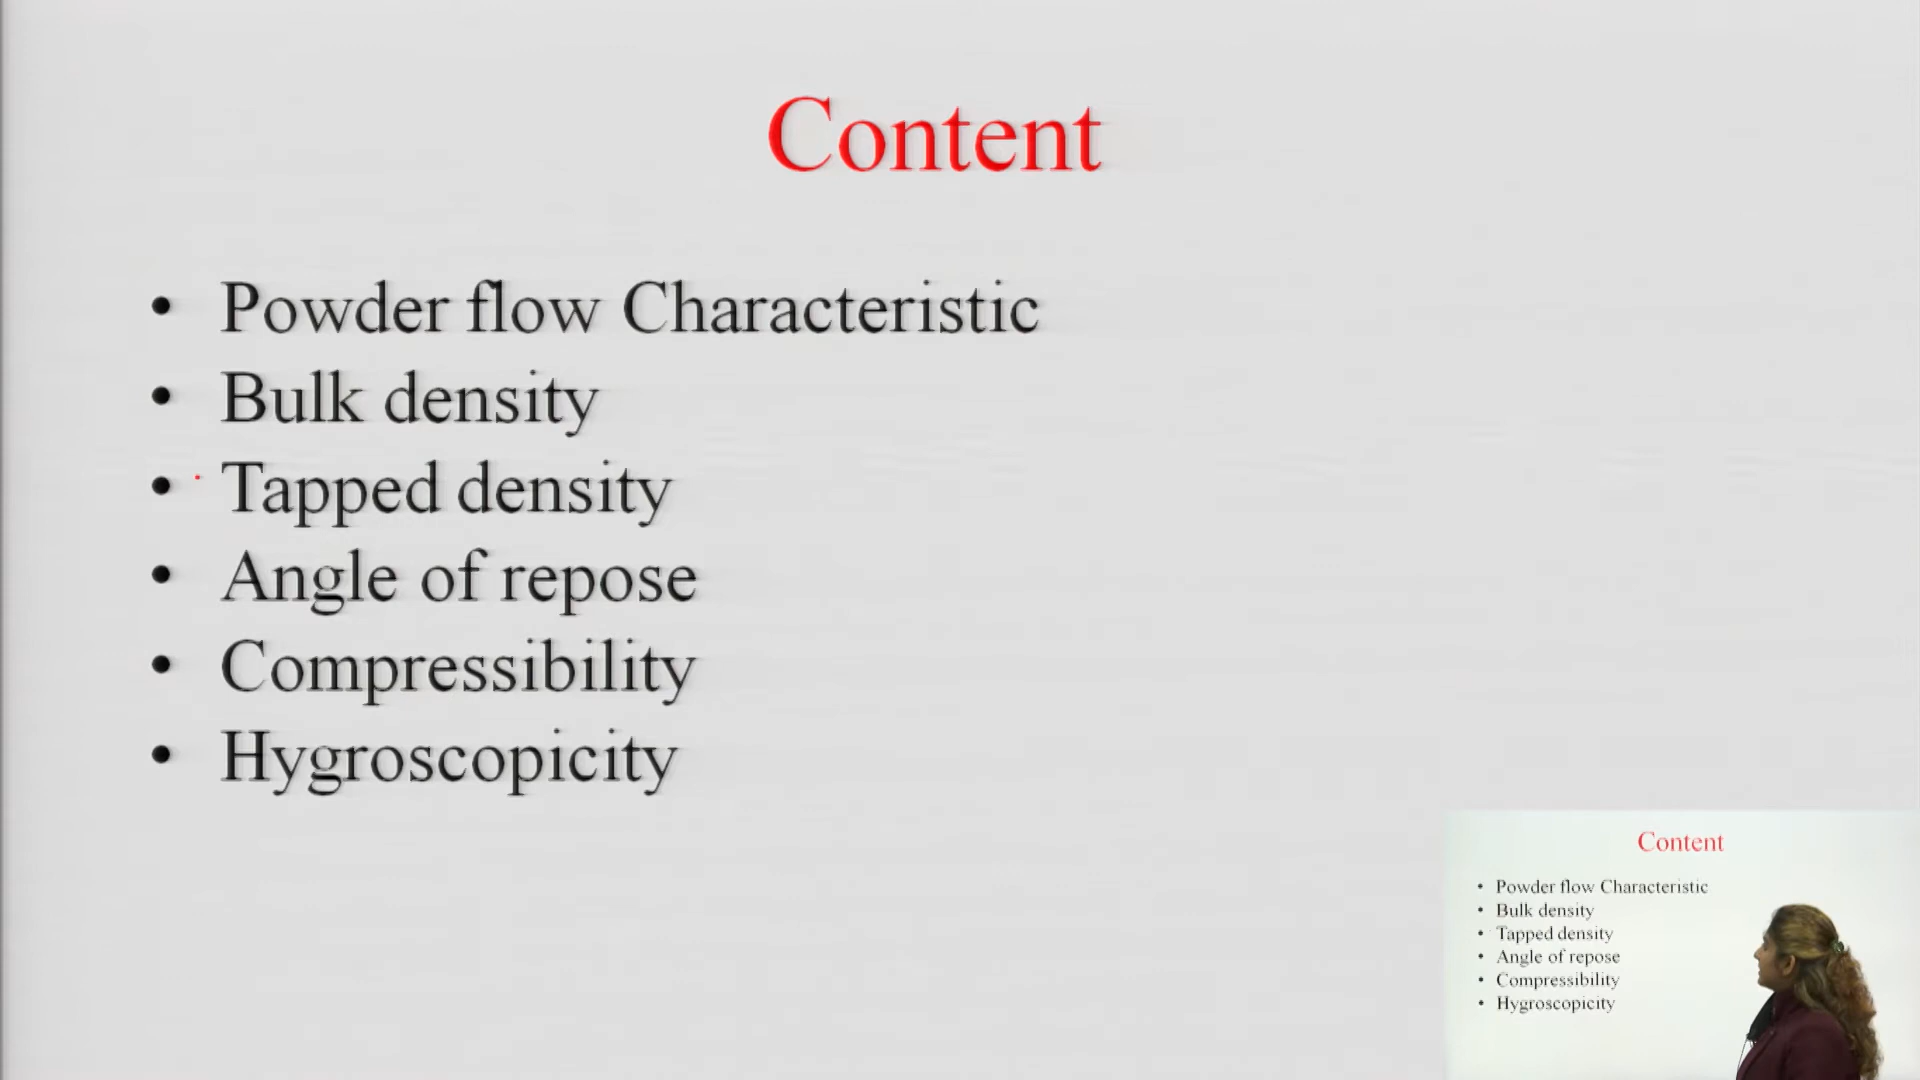 Content
• Powder flow Characteristic
• Bulk density
• Tapped density
• Angle of repose
• Compressibility
• Hygroscopicity
Content
• Powder flow Characteristic
• Bulk density
• Tapped density
• Angle of repose
• Compressibility
• Hygroscopicity